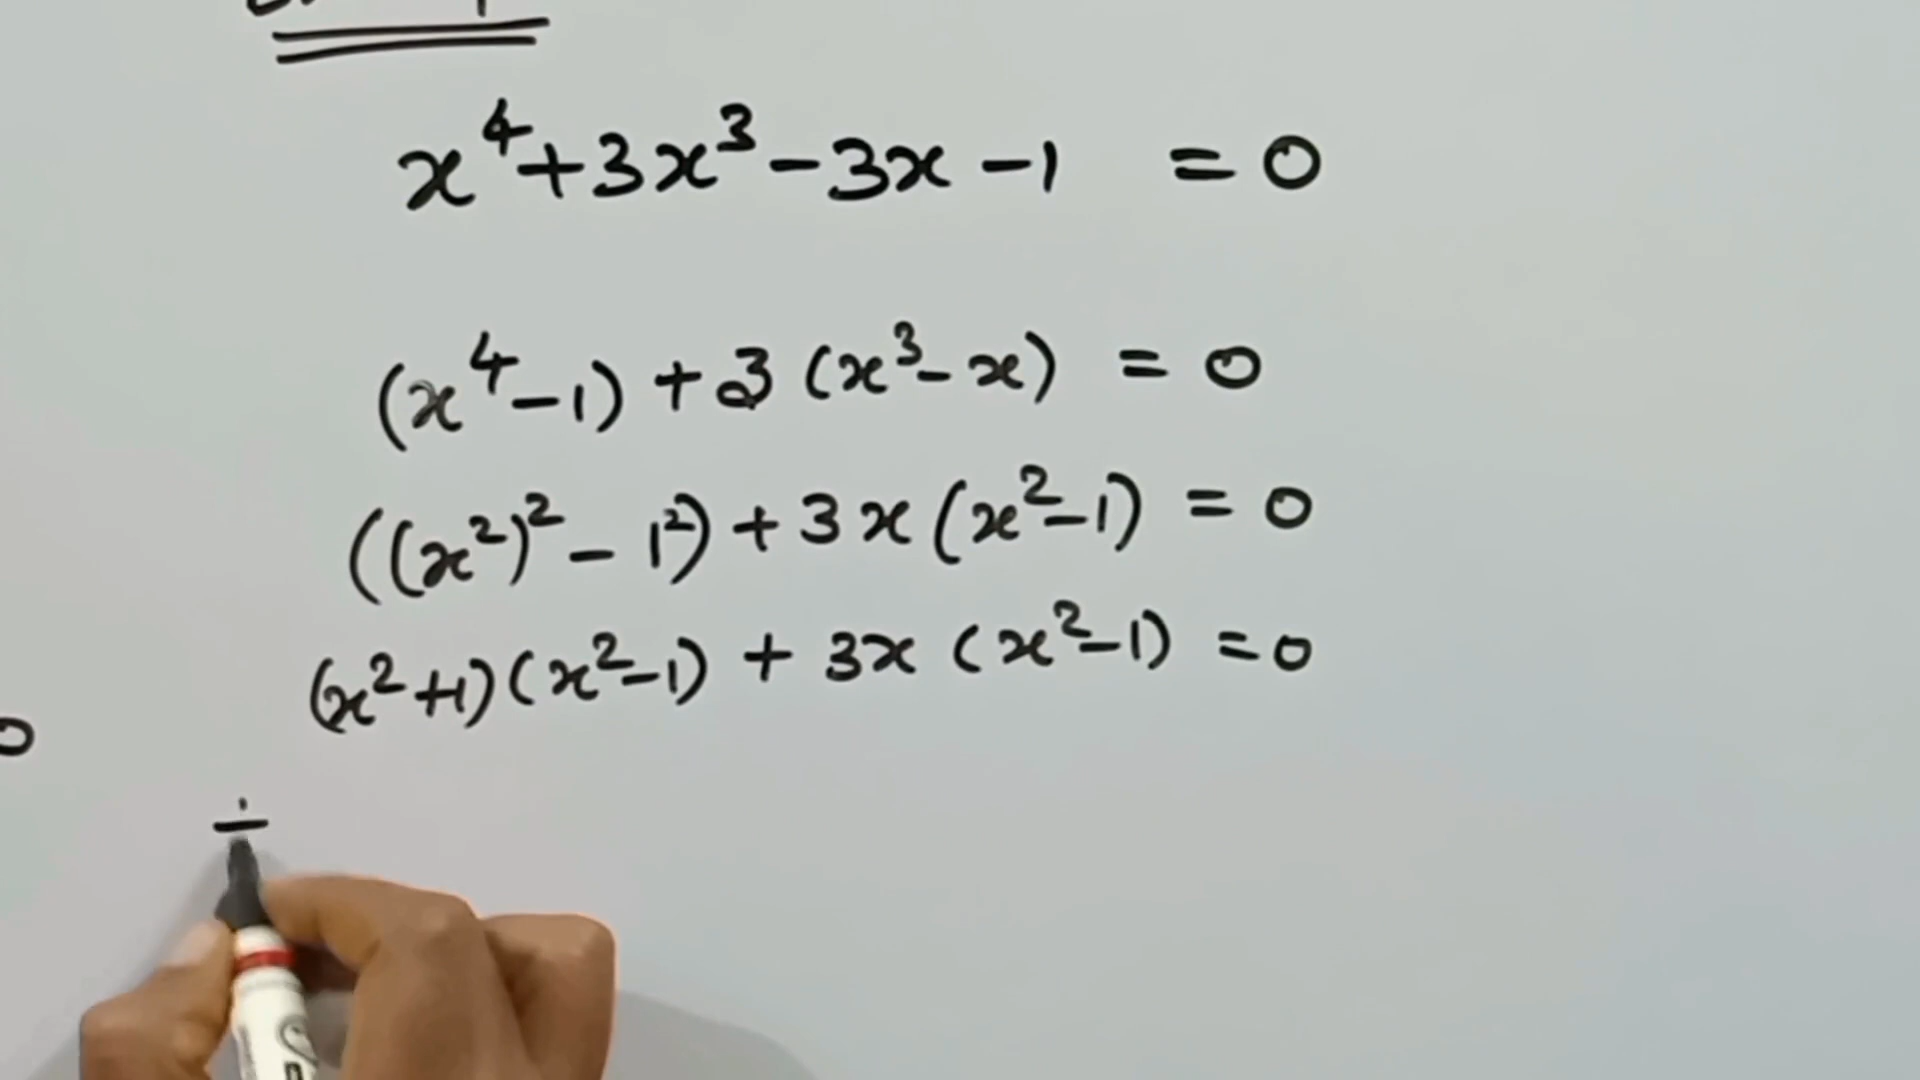 x⁴+3x³-3x-1 = 0
(x⁴-1)+3(x³-x) = 0
((x²)²-1²)+3x(x²-1) = 0
(x²+1)(x²-1)+3x(x²-1) = 0
0
÷